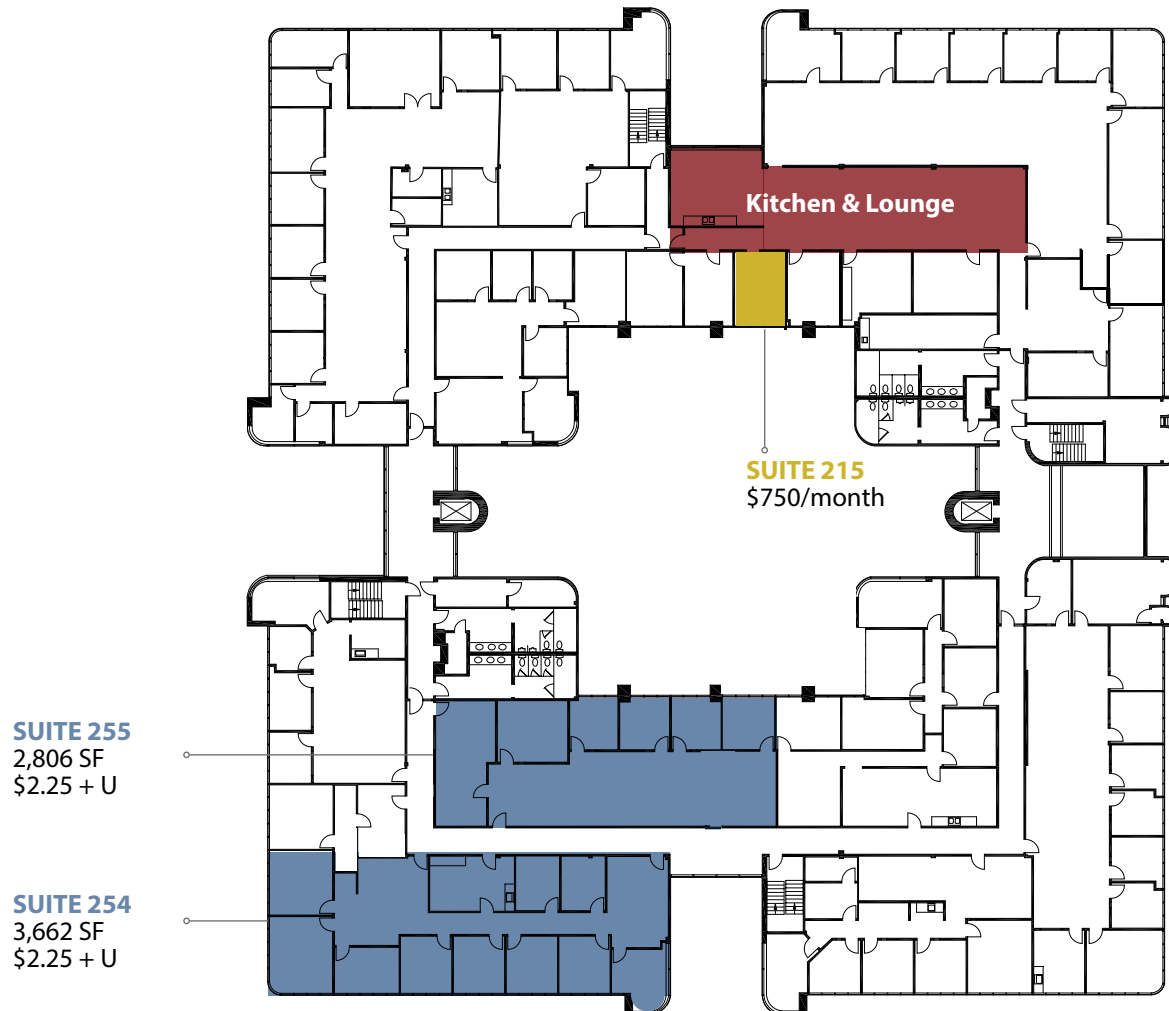 Kitchen & Lounge
SUITE 215
$750/month
SUITE 255
2,806 SF
$2.25 + U
SUITE 254
3,662 SF
$2.25 + U